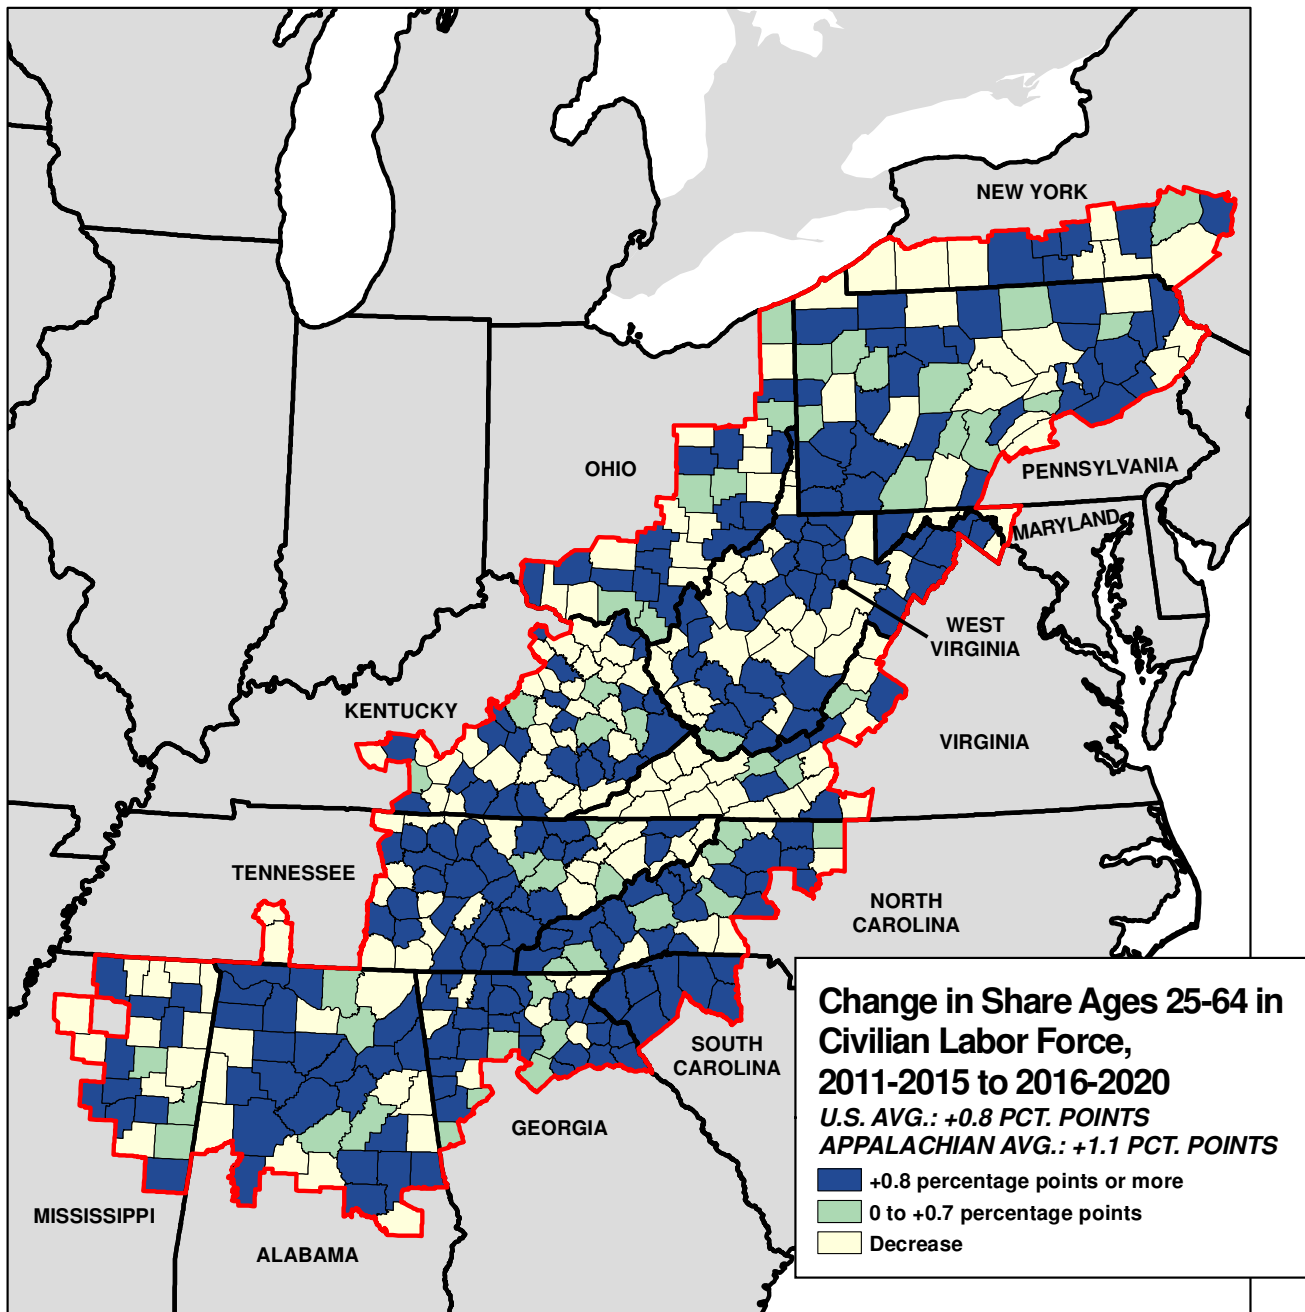 NEW YORK
OHIO
PENNSYLVANIA
MARYLAND
WEST
VIRGINIA
KENTUCKY
VIRGINIA
TENNESSEE
NORTH
CAROLINA
SOUTH
CAROLINA
GEORGIA
MISSISSIPPI
ALABAMA
Change in Share Ages 25-64 in
Civilian Labor Force,
2011-2015 to 2016-2020
U.S. AVG.: +0.8 PCT. POINTS
APPALACHIAN AVG.: +1.1 PCT. POINTS
+0.8 percentage points or more
0 to +0.7 percentage points
Decrease